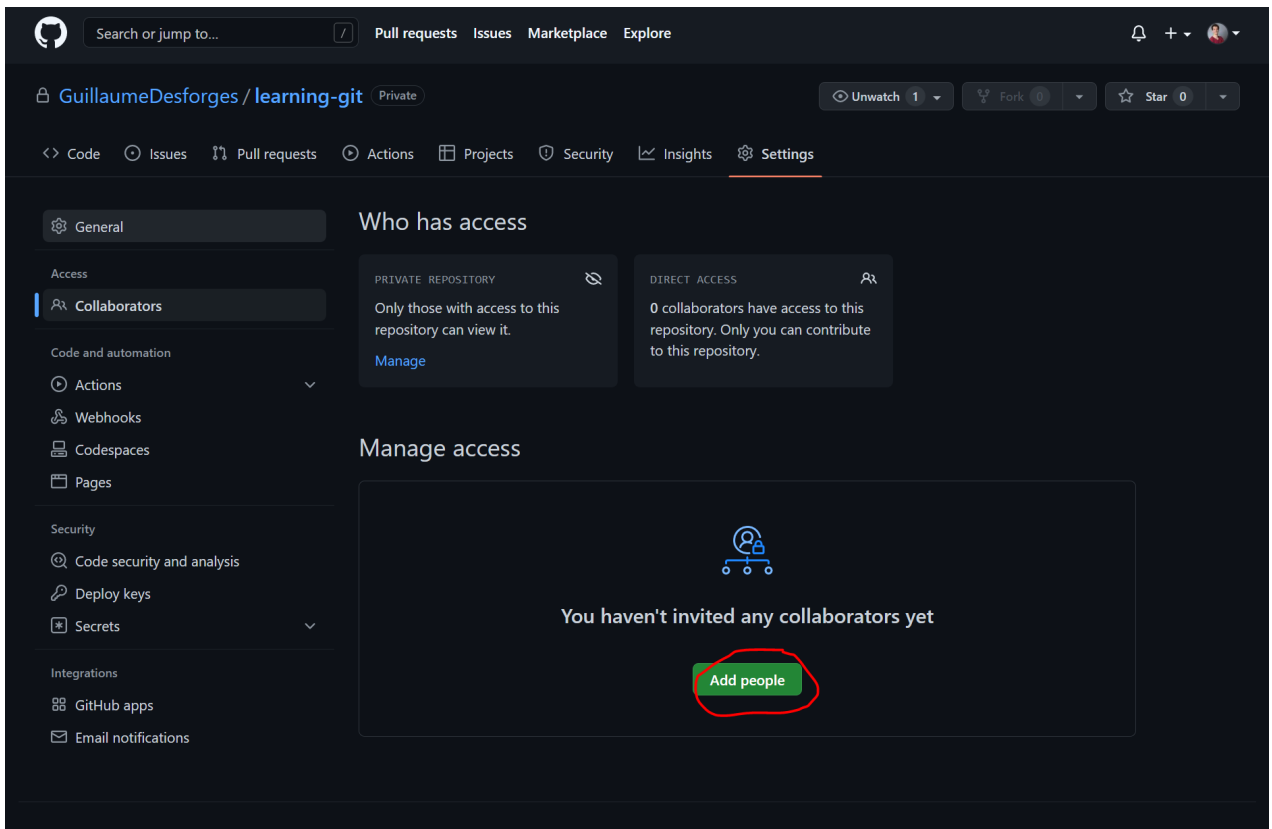 Search or jump to... /
Pull requests Issues Marketplace Explore
GuillaumeDesforges / learning-git Private
Unwatch 1 Fork 0 Star 0
Code Issues Pull requests Actions Projects Security Insights Settings
General
Access
Collaborators
Code and automation
Actions
Webhooks
Codespaces
Pages
Security
Code security and analysis
Deploy keys
Secrets
Integrations
GitHub apps
Email notifications
Who has access
PRIVATE REPOSITORY
Only those with access to this
repository can view it.
Manage
DIRECT ACCESS
0 collaborators have access to this
repository. Only you can contribute
to this repository.
Manage access
You haven't invited any collaborators yet
Add people